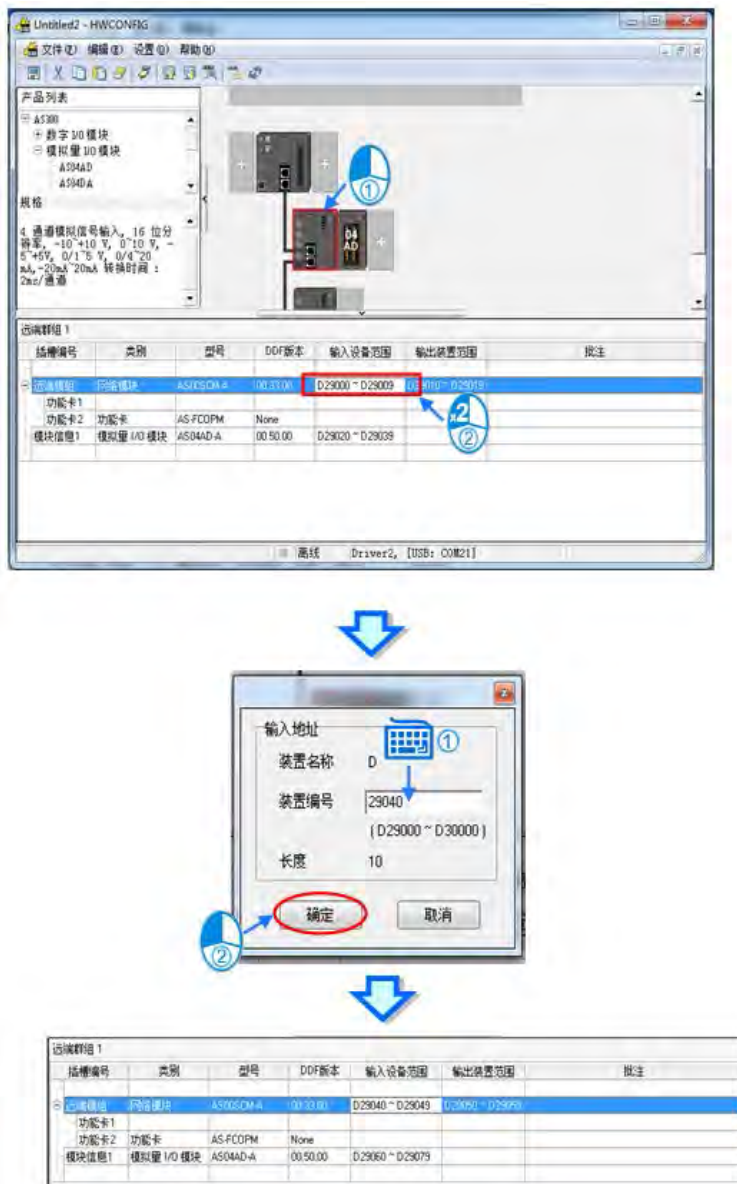 Untitled2 - HWCONFIG
文件(F) 编辑(E) 设置(O) 帮助(H)
产品列表
AS300
数字 I/O 模块
模拟量 I/O 模块
AS04AD
AS04DA
规格
4 通道模拟信号输入, 16 位分
辨率, -10~+10 V, 0~10 V, -
5~+5V, 0/1~5 V, 0/4~20
mA,-20mA~20mA 转换时间 :
2ms/通道
①
04
AD
远端群组 1
插槽编号 类别 型号 DDF版本 输入设备范围 输出装置范围 批注
远端模组 网络模块 AS00SCM-A 00.33.00 D29000 ~ D29009 D29010 ~ D29019
功能卡1
功能卡2 功能卡 AS-FCOPM None
模块信息1 模拟量 I/O 模块 AS04AD-A 00.50.00 D29020 ~ D29039
x2
②
离线 Driver2, [USB: COM21]
输入地址
①
装置名称 D
装置编号 29040
( D29000 ~ D30000 )
长度 10
确定 取消
②
远端群组 1
插槽编号 类别 型号 DDF版本 输入设备范围 输出装置范围 批注
远端模组 网络模块 AS00SCM-A 00.33.00 D29040 ~ D29049 D29050 ~ D29059
功能卡1
功能卡2 功能卡 AS-FCOPM None
模块信息1 模拟量 I/O 模块 AS04AD-A 00.50.00 D29060 ~ D29079